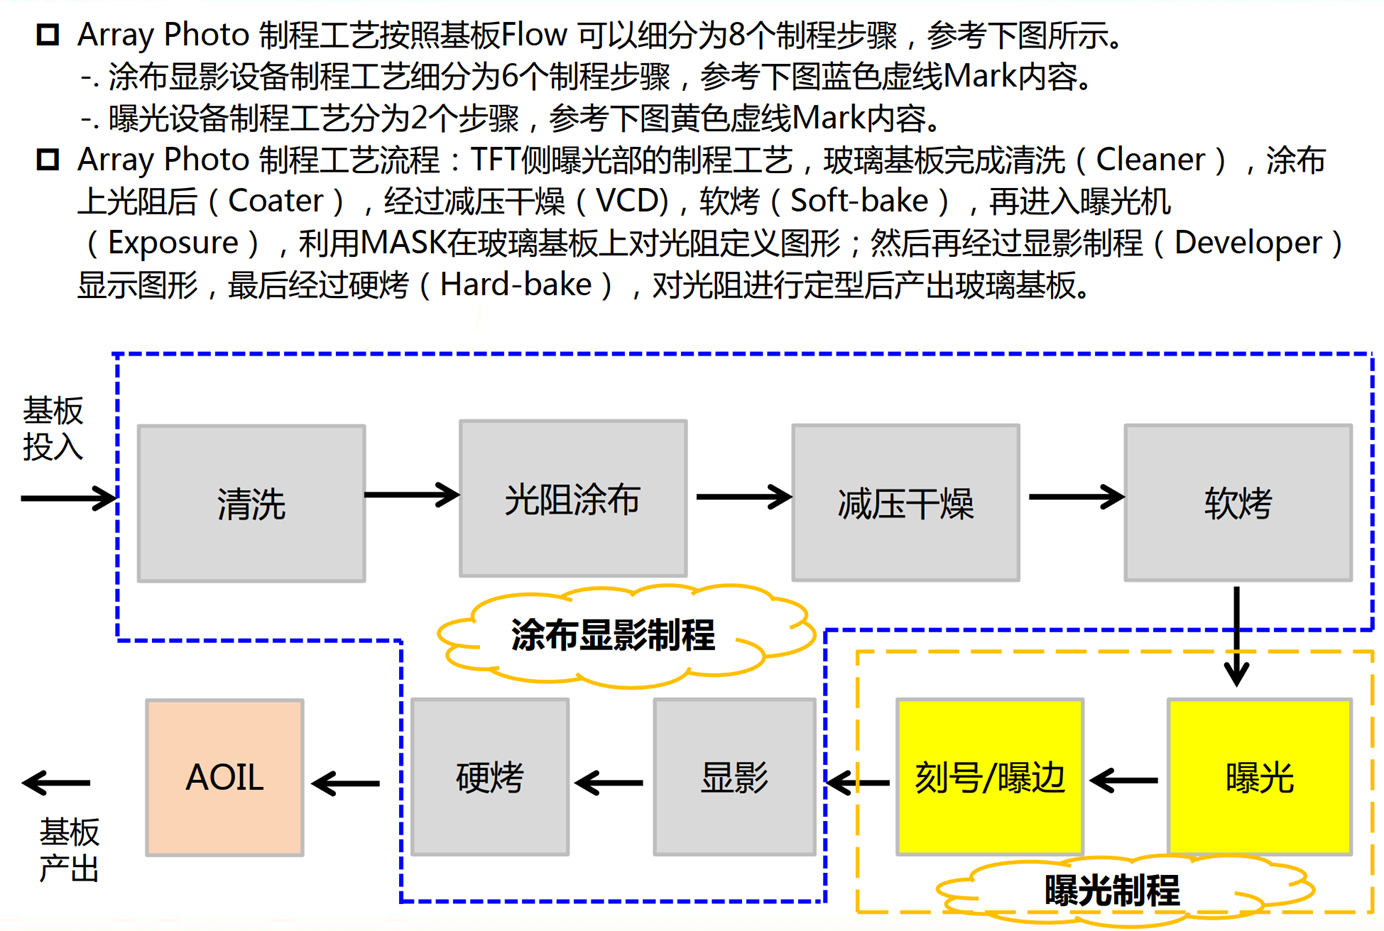 Array Photo 制程工艺按照基板Flow 可以细分为8个制程步骤，参考下图所示。
-. 涂布显影设备制程工艺细分为6个制程步骤，参考下图蓝色虚线Mark内容。
-. 曝光设备制程工艺分为2个步骤，参考下图黄色虚线Mark内容。
Array Photo 制程工艺流程：TFT侧曝光部的制程工艺，玻璃基板完成清洗（Cleaner），涂布
上光阻后（Coater），经过减压干燥（VCD)，软烤（Soft-bake），再进入曝光机
（Exposure），利用MASK在玻璃基板上对光阻定义图形；然后再经过显影制程（Developer）
显示图形，最后经过硬烤（Hard-bake），对光阻进行定型后产出玻璃基板。
基板
投入
清洗
光阻涂布
减压干燥
软烤
涂布显影制程
AOIL
硬烤
显影
刻号/曝边
曝光
基板
产出
曝光制程